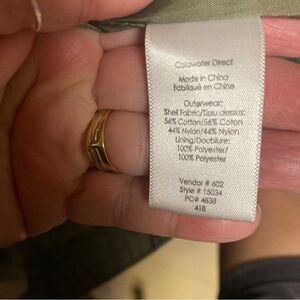 Coldwater Direct
Made in China
Fabriqué en Chine
Outerwear:
Shell Fabric/Tissu dessus:
56% Cotton/56% Coton
44% Nylon/44% Nylon
Lining/Doublure:
100% Polyester/
100% Polyester
Vendor # 602
Style # 15034
PO# 4838
418